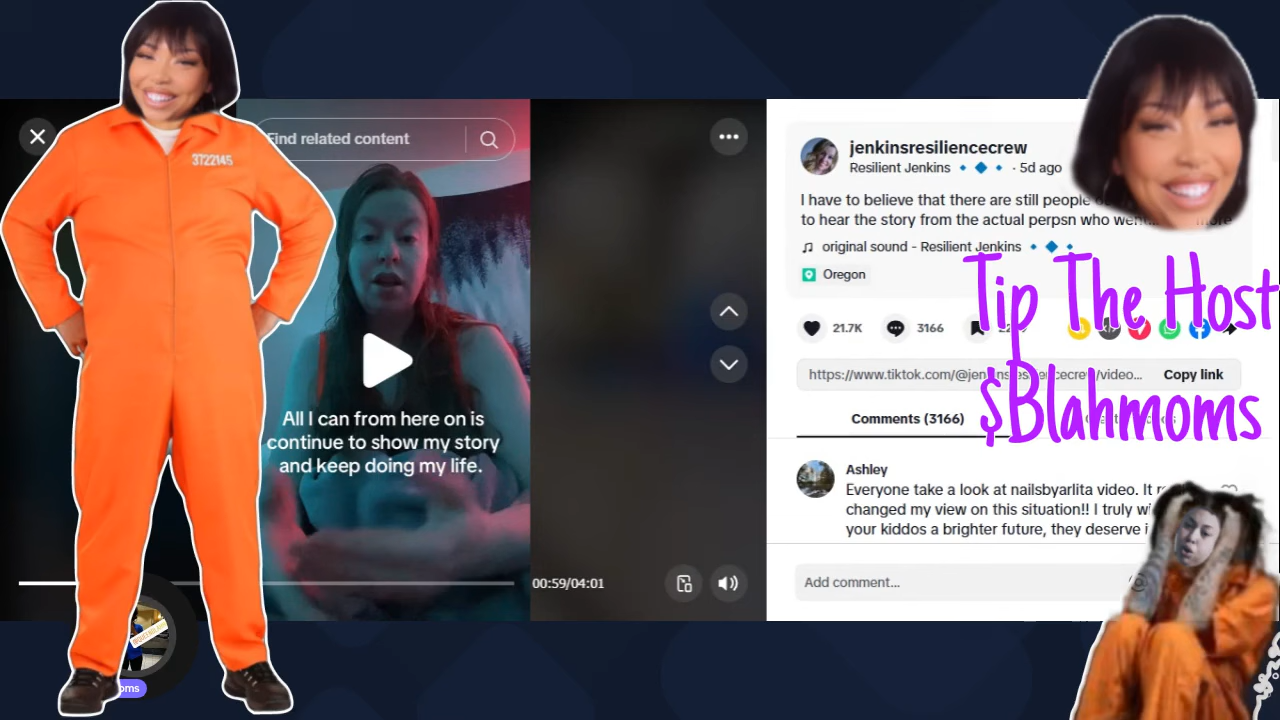 3722145
Find related content
All I can from here on is
continue to show my story
and keep doing my life.
00:59/04:01
jenkinsresiliencecrew
Resilient Jenkins · 5d ago
I have to believe that there are still people
to hear the story from the actual perpsn who
original sound - Resilient Jenkins
Oregon
21.7K
3166
Tip The Host
$Blahmoms
Copy link
Comments (3166)
Ashley
Everyone take a look at nailsbyarlita video. It
changed my view on this situation!! I truly
your kiddos a brighter future, they deserve
Add comment...
oms